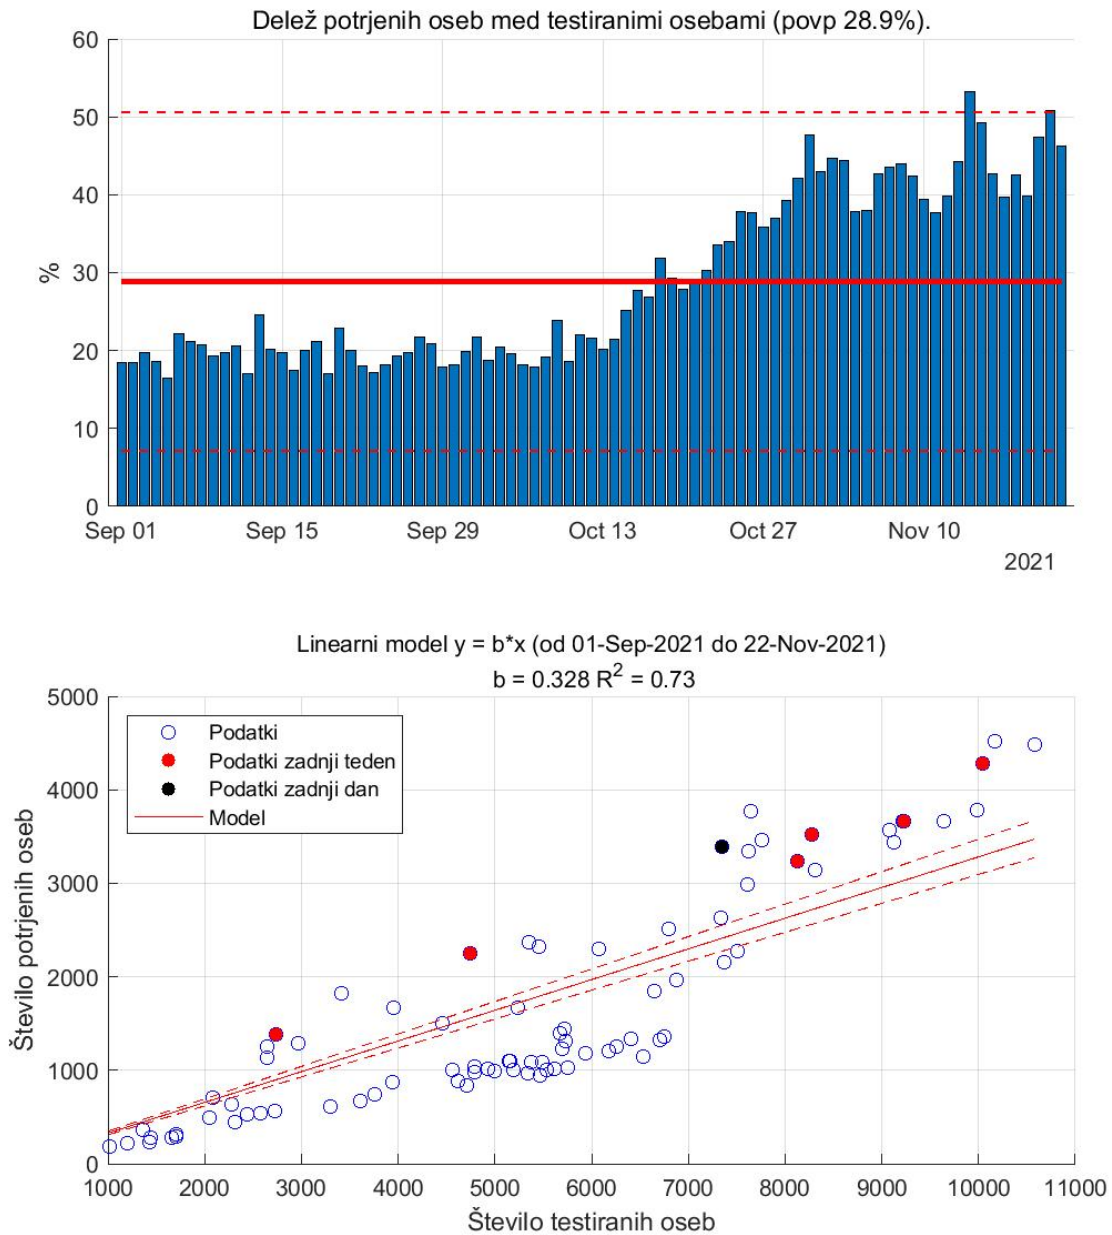 Delež potrjenih oseb med testiranimi osebami (povp 28.9%).
60
50
40
30
20
10
0
%
Sep 01 Sep 15 Sep 29 Oct 13 Oct 27 Nov 10
2021
Linearni model y = b*x (od 01-Sep-2021 do 22-Nov-2021)
b = 0.328 R² = 0.73
5000
4000
3000
2000
1000
0
Število potrjenih oseb
Podatki
Podatki zadnji teden
Podatki zadnji dan
Model
1000 2000 3000 4000 5000 6000 7000 8000 9000 10000 11000
Število testiranih oseb